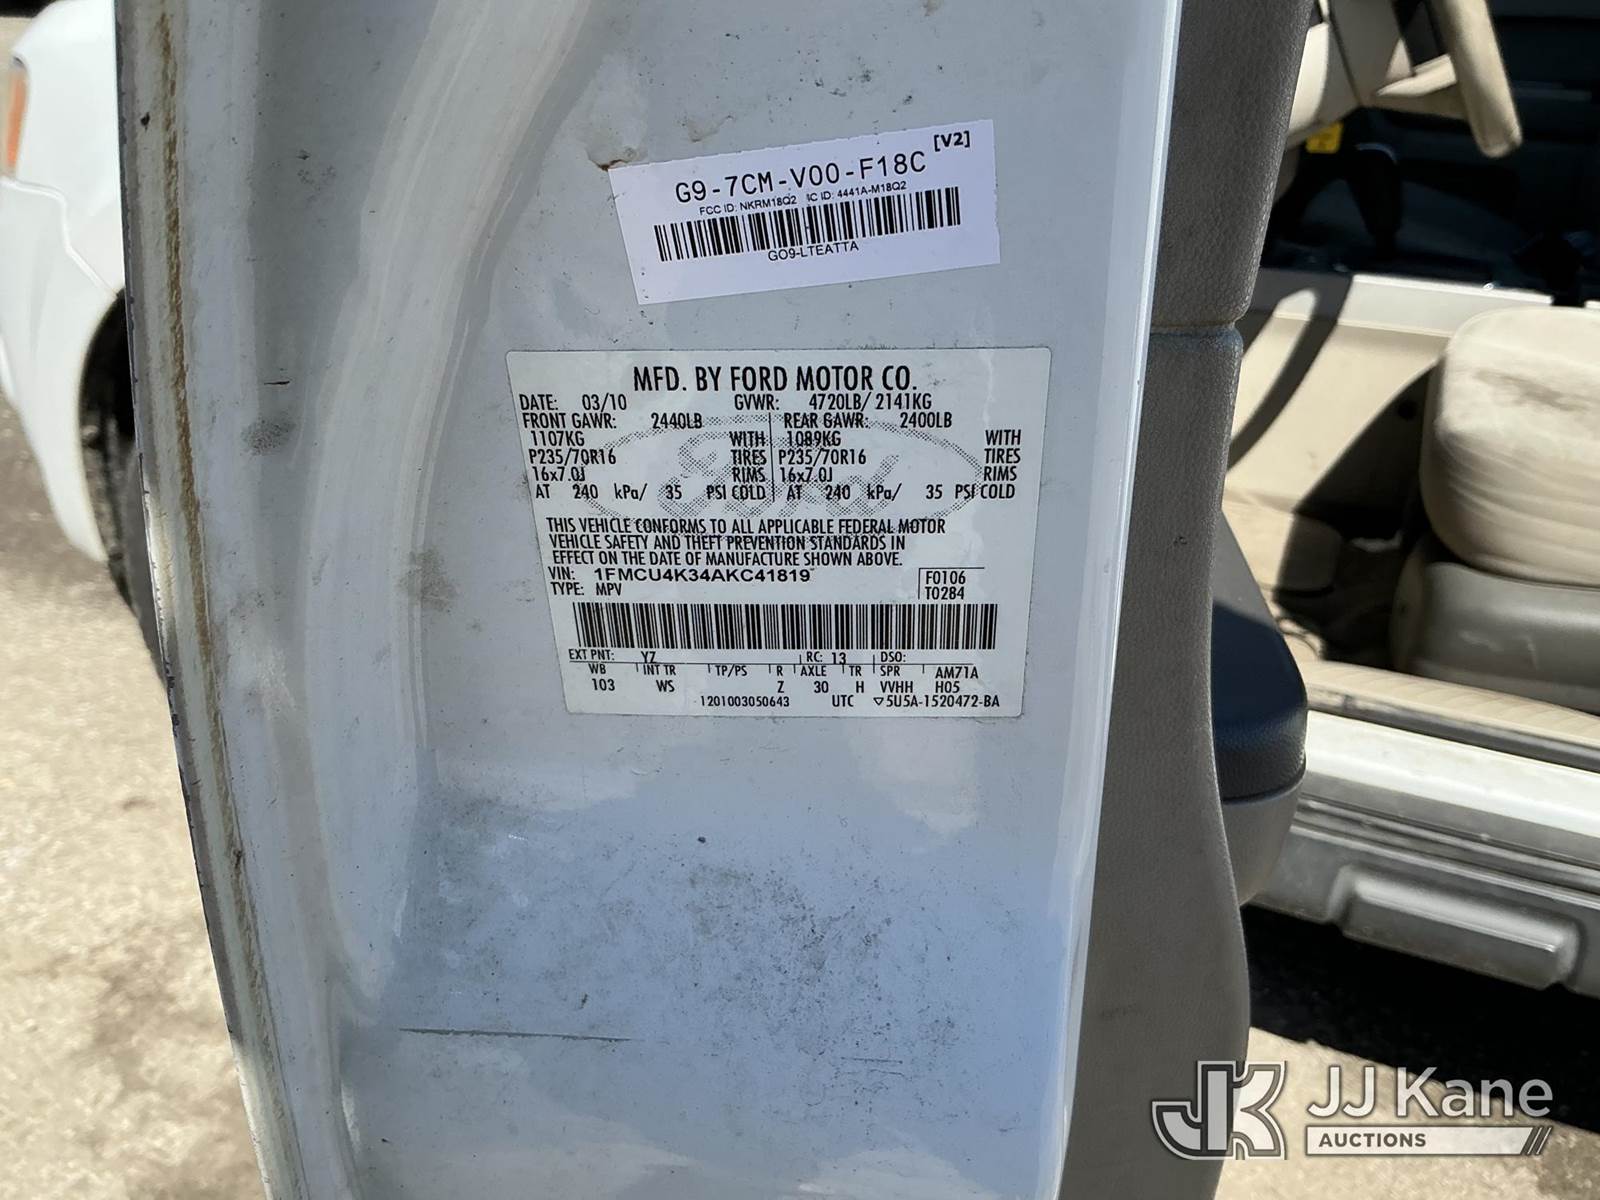 G9-7CM-V00-F18C [V2]
FCC ID: NKRM18Q2 IC ID: 4441A-M18Q2
GO9-LTEATTA
MFD. BY FORD MOTOR CO.
DATE: 03/10 GVWR: 4720LB/ 2141KG
FRONT GAWR: 2440LB REAR GAWR: 2400LB
1107KG WITH 1089KG WITH
P235/70R16 TIRES P235/70R16 TIRES
16x7.0J RIMS 16x7.0J RIMS
AT 240 kPa/ 35 PSI COLD AT 240 kPa/ 35 PSI COLD
Ford
THIS VEHICLE CONFORMS TO ALL APPLICABLE FEDERAL MOTOR
VEHICLE SAFETY AND THEFT PREVENTION STANDARDS IN
EFFECT ON THE DATE OF MANUFACTURE SHOWN ABOVE.
VIN: 1FMCU4K34AKC41819 F0106
TYPE: MPV T0284
EXT PNT: YZ RC: 13 DSO:
WB INT TR TP/PS R AXLE TR SPR AM71A
103 WS Z 30 H VVHH H05
1201003050643 UTC ▽5U5A-1520472-BA
JK JJ Kane
AUCTIONS